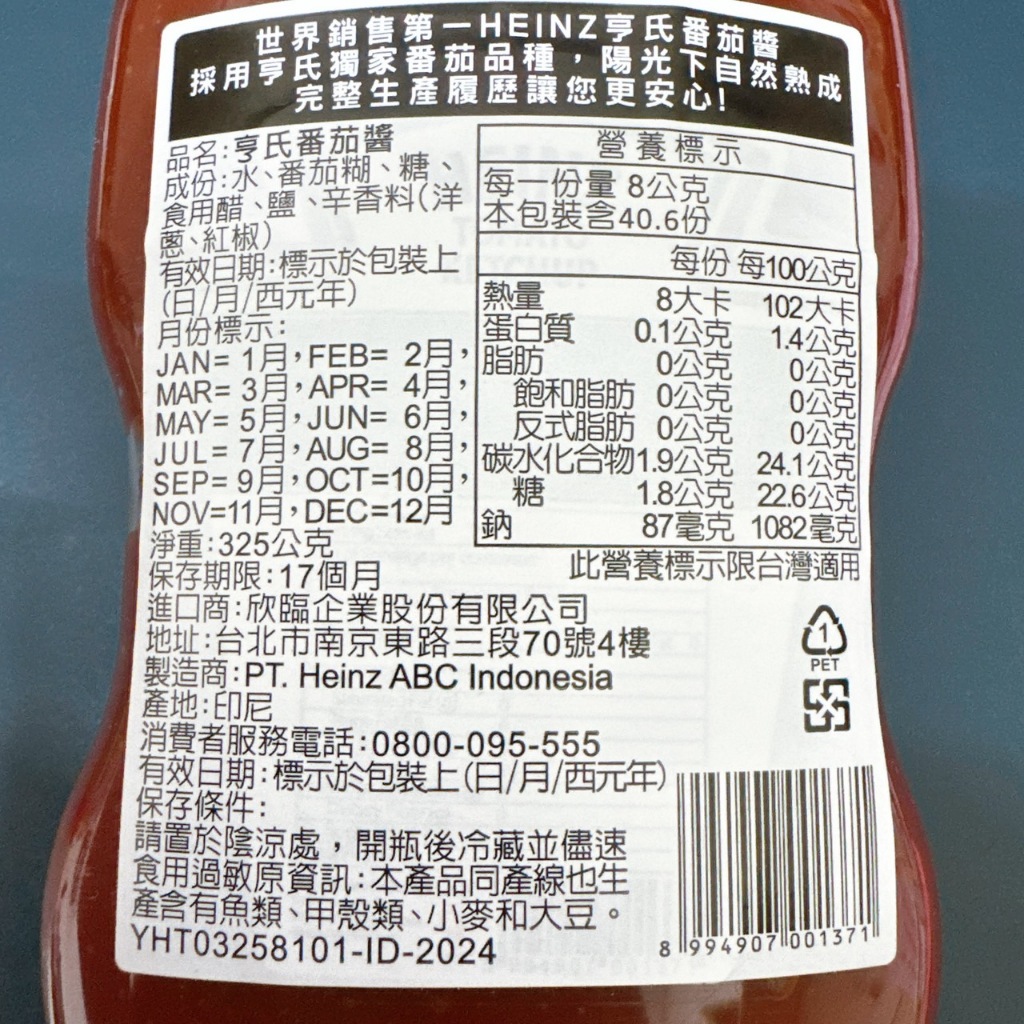 世界銷售第一HEINZ亨氏番茄醬
採用亨氏獨家番茄品種，陽光下自然熟成
完整生產履歷讓您更安心!
品名:亨氏番茄醬
成份:水、番茄糊、糖、
食用醋、鹽、辛香料(洋
蔥、紅椒)
有效日期:標示於包裝上
(日/月/西元年)
月份標示:
JAN= 1月，FEB= 2月，
MAR= 3月，APR= 4月，
MAY= 5月，JUN= 6月，
JUL= 7月，AUG= 8月，
SEP= 9月，OCT=10月，
NOV=11月，DEC=12月
淨重:325公克
保存期限:17個月
進口商:欣臨企業股份有限公司
地址:台北市南京東路三段70號4樓
製造商:PT. Heinz ABC Indonesia
產地:印尼
消費者服務電話:0800-095-555
有效日期:標示於包裝上(日/月/西元年)
保存條件:
請置於陰涼處，開瓶後冷藏並儘速
食用過敏原資訊:本產品同產線也生
產含有魚類、甲殼類、小麥和大豆。
YHT03258101-ID-2024
營養標示
每一份量 8公克
本包裝含40.6份
每份 每100公克
熱量 8大卡 102大卡
蛋白質 0.1公克 1.4公克
脂肪 0公克 0公克
飽和脂肪 0公克 0公克
反式脂肪 0公克 0公克
碳水化合物 1.9公克 24.1公克
糖 1.8公克 22.6公克
鈉 87毫克 1082毫克
此營養標示限台灣適用
1
PET
8 994907 001371